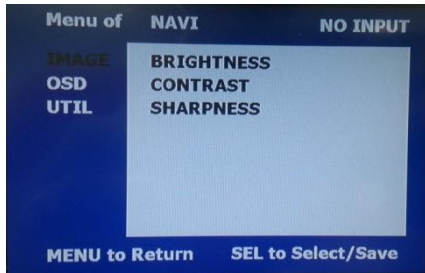 Menu of NAVI NO INPUT
IMAGE BRIGHTNESS
OSD CONTRAST
UTIL SHARPNESS
MENU to Return SEL to Select/Save